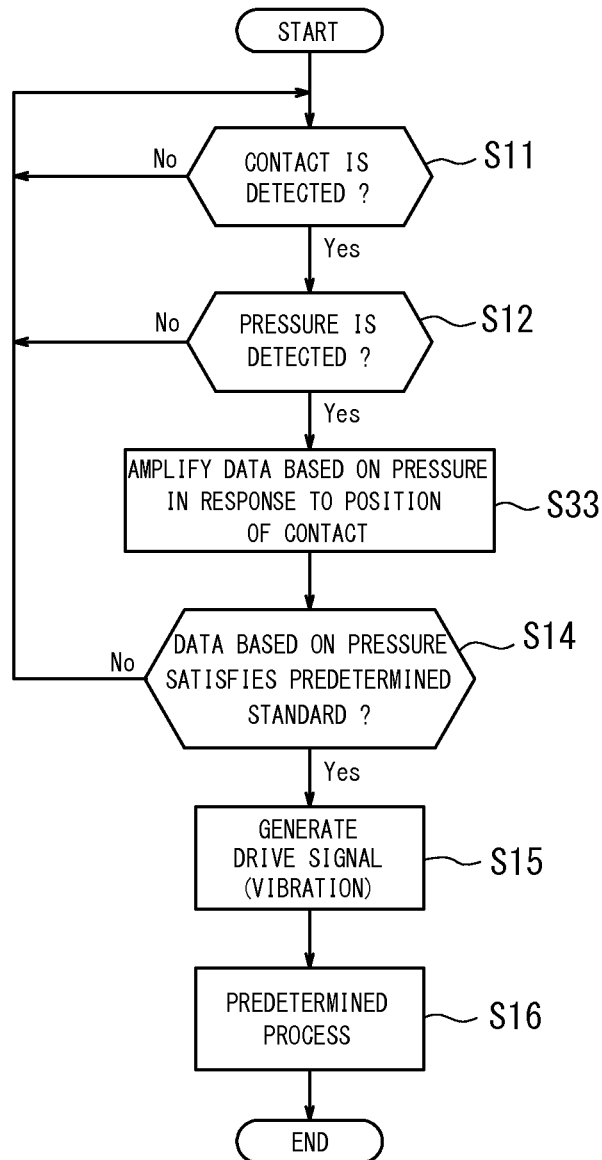 START
CONTACT IS
DETECTED ?
S11
No
Yes
PRESSURE IS
DETECTED ?
S12
No
Yes
AMPLIFY DATA BASED ON PRESSURE
IN RESPONSE TO POSITION
OF CONTACT
S33
DATA BASED ON PRESSURE
SATISFIES PREDETERMINED
STANDARD ?
S14
No
Yes
GENERATE
DRIVE SIGNAL
(VIBRATION)
S15
PREDETERMINED
PROCESS
S16
END